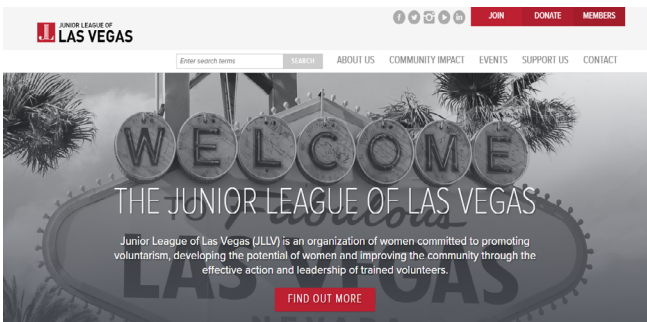 JOIN DONATE MEMBERS
JUNIOR LEAGUE OF
LAS VEGAS
Enter search terms SEARCH ABOUT US COMMUNITY IMPACT EVENTS SUPPORT US CONTACT
WELCOME
THE JUNIOR LEAGUE OF LAS VEGAS
TO Fabulous
Junior League of Las Vegas (JLLV) is an organization of women committed to promoting
voluntarism, developing the potential of women and improving the community through the
effective action and leadership of trained volunteers.
LAS VEGAS
FIND OUT MORE
NEVADA